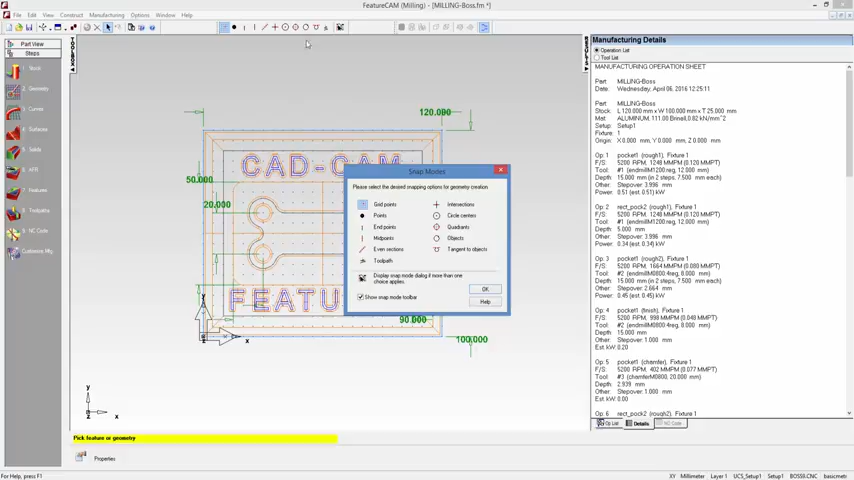 FeatureCAM (Milling) - [MILLING-Boss.fm *]
File Edit View Construct Manufacturing Options Window Help
Part View
Steps
1 Stock
2 Geometry
3 Curves
4 Surfaces
5 Solids
6 AFR
7 Features
8 Toolpaths
9 NC Code
Customize Mfg.
TOOLBOX
RESULTS
120.000
CAD-CAM
50.000
20.000
FEATU
90.000
100.000
y
z
x
y
z
x
Snap Modes
Please select the desired snapping options for geometry creation
Grid points
Intersections
Points
Circle centers
End points
Quadrants
Midpoints
Objects
Even sections
Tangent to objects
Toolpath
Display snap mode dialog if more than one
choice applies.
Show snap mode toolbar
OK
Help
Manufacturing Details
Operation List
Tool List
MANUFACTURING OPERATION SHEET
Part: MILLING-Boss
Date: Wednesday, April 06, 2016 12:25:11
Part: MILLING-Boss
Stock: L 120.000 mm x W 100.000 mm x T 25.000 mm
Mat: ALUMINUM, 111.00 Brinell,0.82 kN/mm^2
Setup: Setup1
Fixture: 1
Origin: X 0.000 mm, Y 0.000 mm, Z 0.000 mm
Op: 1 pocket1 (rough1), Fixture 1
F/S: 5200 RPM, 1248 MMPM (0.120 MMPT)
Tool: #1 (endmill1200:reg, 12.000 mm)
Depth: 15.000 mm (in 2 steps, 7.500 mm each)
Other: Stepover: 3.996 mm
Power: 0.51 kW (0.51 kW)
Op: 2 rect_pock2 (rough1), Fixture 1
F/S: 5200 RPM, 1248 MMPM (0.120 MMPT)
Tool: #1 (endmill1200:reg, 12.000 mm)
Depth: 5.000 mm
Other: Stepover: 3.996 mm
Power: 0.34 kW (0.34 kW)
Op: 3 pocket1 (rough2), Fixture 1
F/S: 5200 RPM, 1664 MMPM (0.080 MMPT)
Tool: #2 (endmill0800:4reg, 8.000 mm)
Depth: 15.000 mm (in 2 steps, 7.500 mm each)
Other: Stepover: 2.664 mm
Power: 0.45 kW (0.45 kW)
Op: 4 pocket1 (finish), Fixture 1
F/S: 5200 RPM, 998 MMPM (0.048 MMPT)
Tool: #2 (endmill0800:4reg, 8.000 mm)
Depth: 15.000 mm
Other: Stepover: 1.000 mm
Est. kW: 0.20
Op: 5 pocket1 (chamfer), Fixture 1
F/S: 5200 RPM, 402 MMPM (0.077 MMPT)
Tool: #3 (chamferM0800, 20.000 mm)
Depth: 2.939 mm
Other: Stepover: 1.000 mm
Est. kW: 0.00
Op: 6 rect_pock2 (rough2), Fixture 1
Op List Details NC Code
Pick feature or geometry
Properties
For Help, press F1
XY Millimeter Layer 1 UCS_Setup1 Setup1 BOSS9.CNC basicmetric